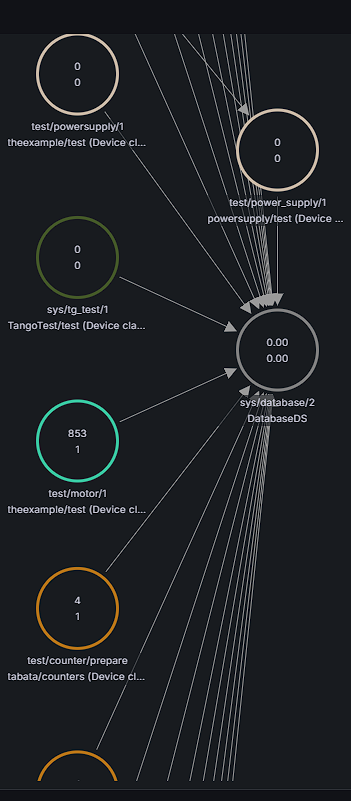 0
0
test/powersupply/1
theexample/test (Device cl...
0
0
test/power_supply/1
powersupply/test (Device ...
0
0
sys/tg_test/1
TangoTest/test (Device cla...
0.00
0.00
sys/database/2
DatabaseDS
853
1
test/motor/1
theexample/test (Device cl...
4
1
test/counter/prepare
tabata/counters (Device cl...